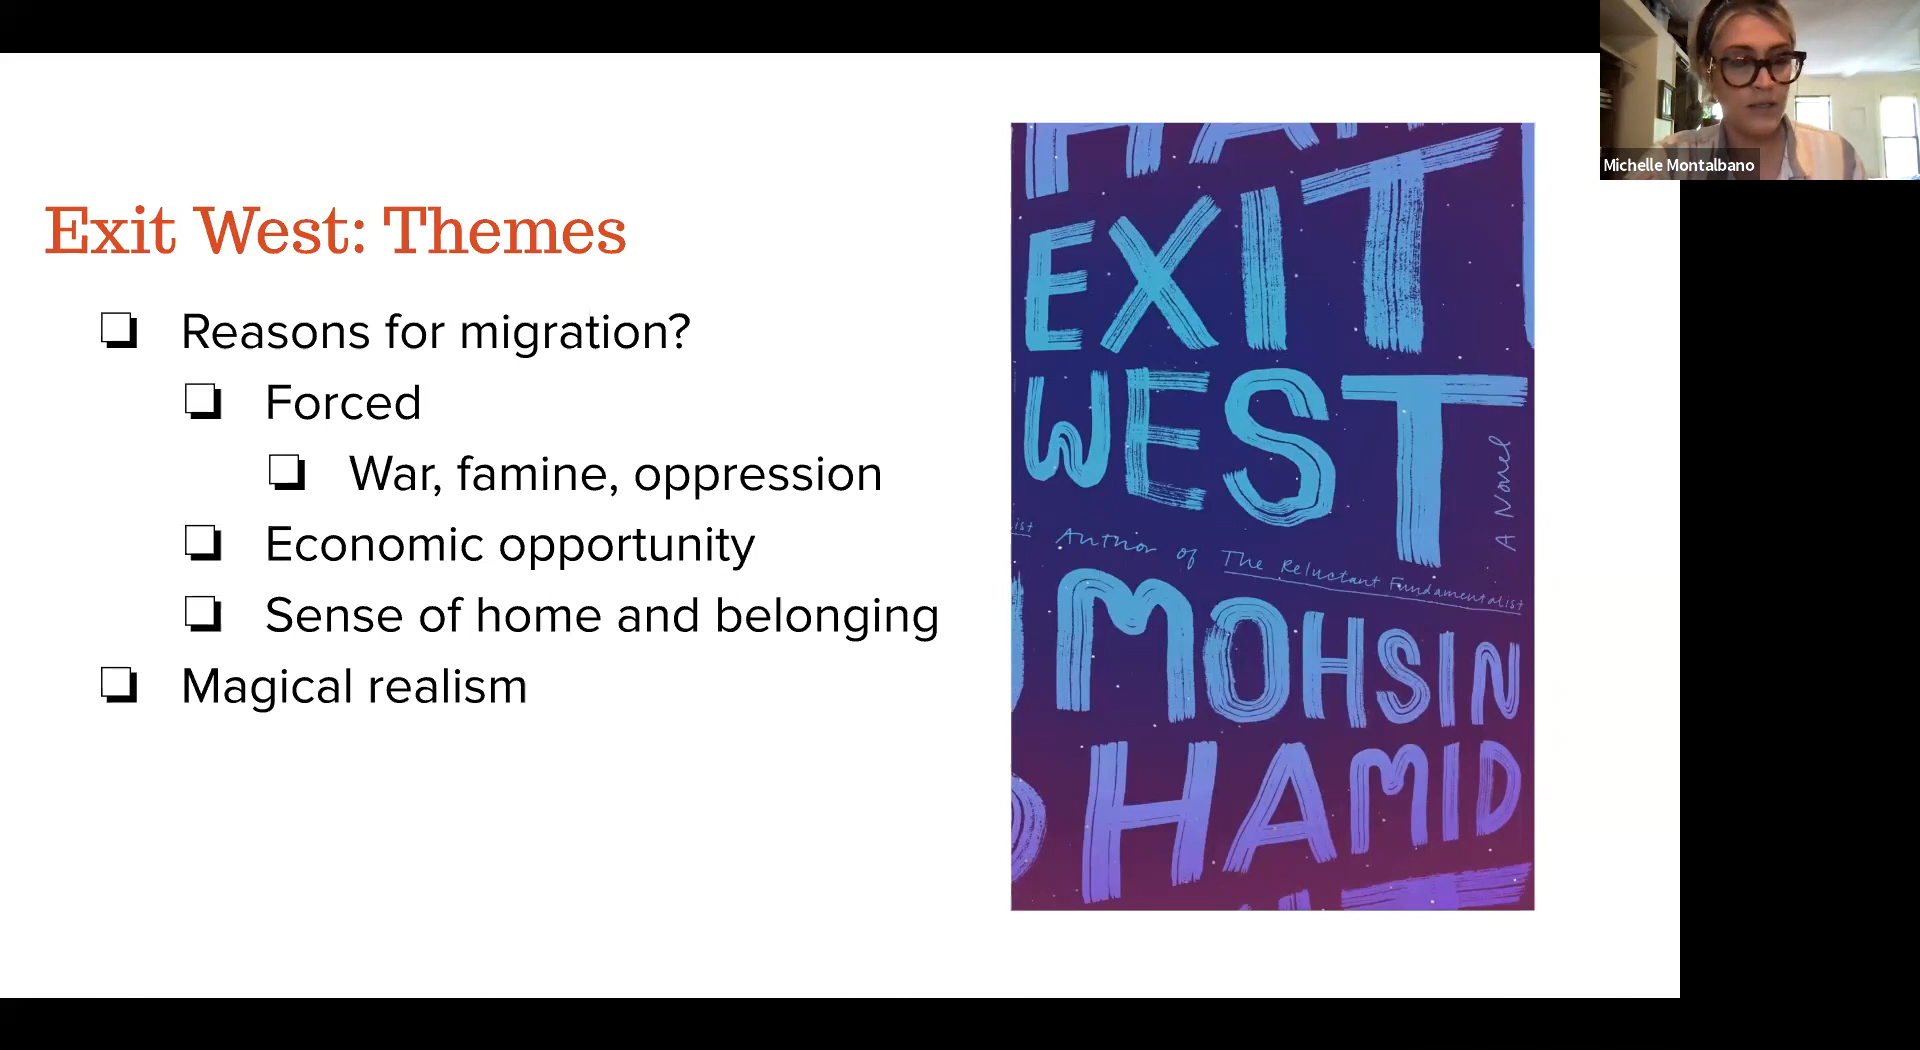 Michelle Montalbano
Exit West: Themes
Reasons for migration?
Forced
War, famine, oppression
Economic opportunity
Sense of home and belonging
Magical realism
EXIT
WEST
A Novel
ist Author of The Reluctant Fundamentalist
MOHSIN
HAMID